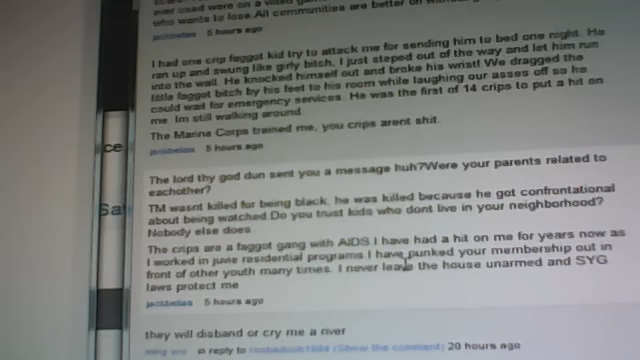 ever used were on a video
who wants to lose.All communities are better off without
5 hours ago
I had one crip faggot kid try to attack me for sending him to bed one night. He
ran up and swung like girly bitch, I just steped out of the way and let him run
into the wall. He knocked himself out and broke his wrist! We dragged the
little faggot bitch by his feet to his room while laughing our asses off so he
could wait for emergency services. He was the first of 14 crips to put a hit on
me. Im still walking around.
The Marine Corps trained me, you crips arent shit.
jackbelias 5 hours ago
The lord thy god dun sent you a message huh?Were your parents related to
eachother?
TM wasnt killed for being black, he was killed because he got confrontational
about being watched.Do you trust kids who dont live in your neighborhood?
Nobody else does
The crips are a faggot gang with AIDS.I have had a hit on me for years now as
I worked in juvie residential programs.I have punked your membership out in
front of other youth many times. I never leave the house unarmed and SYG
laws protect me
jackbelias 5 hours ago
they will disband or cry me a river
in reply to (Show the comment) 20 hours ago
ce
Sa